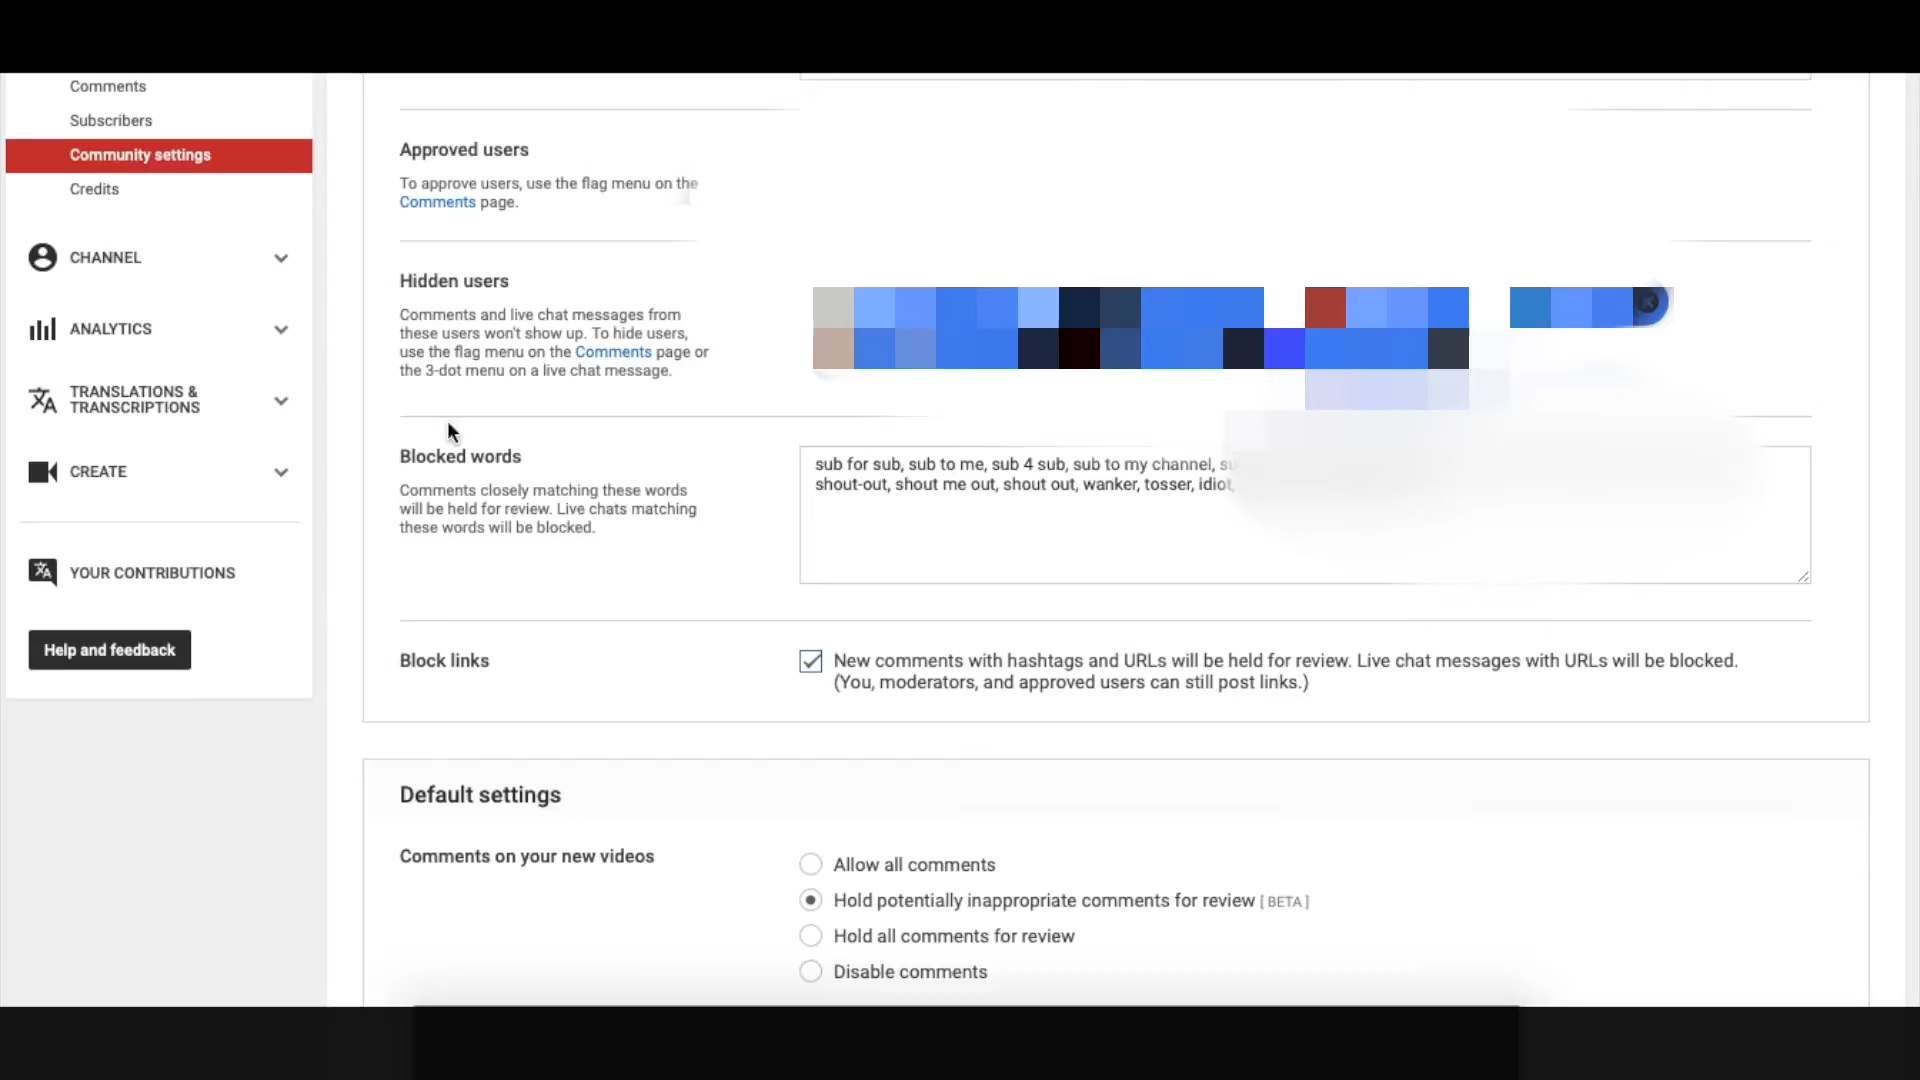 Comments
Subscribers
Community settings
Credits
CHANNEL
ANALYTICS
TRANSLATIONS &
TRANSCRIPTIONS
CREATE
YOUR CONTRIBUTIONS
Help and feedback
Approved users
To approve users, use the flag menu on the
Comments page.
Hidden users
Comments and live chat messages from
these users won't show up. To hide users,
use the flag menu on the Comments page or
the 3-dot menu on a live chat message.
Blocked words
Comments closely matching these words
will be held for review. Live chats matching
these words will be blocked.
sub for sub, sub to me, sub 4 sub, sub to my channel,
shout-out, shout me out, shout out, wanker, tosser, idiot,
Block links
New comments with hashtags and URLs will be held for review. Live chat messages with URLs will be blocked.
(You, moderators, and approved users can still post links.)
Default settings
Comments on your new videos
Allow all comments
Hold potentially inappropriate comments for review [ BETA ]
Hold all comments for review
Disable comments